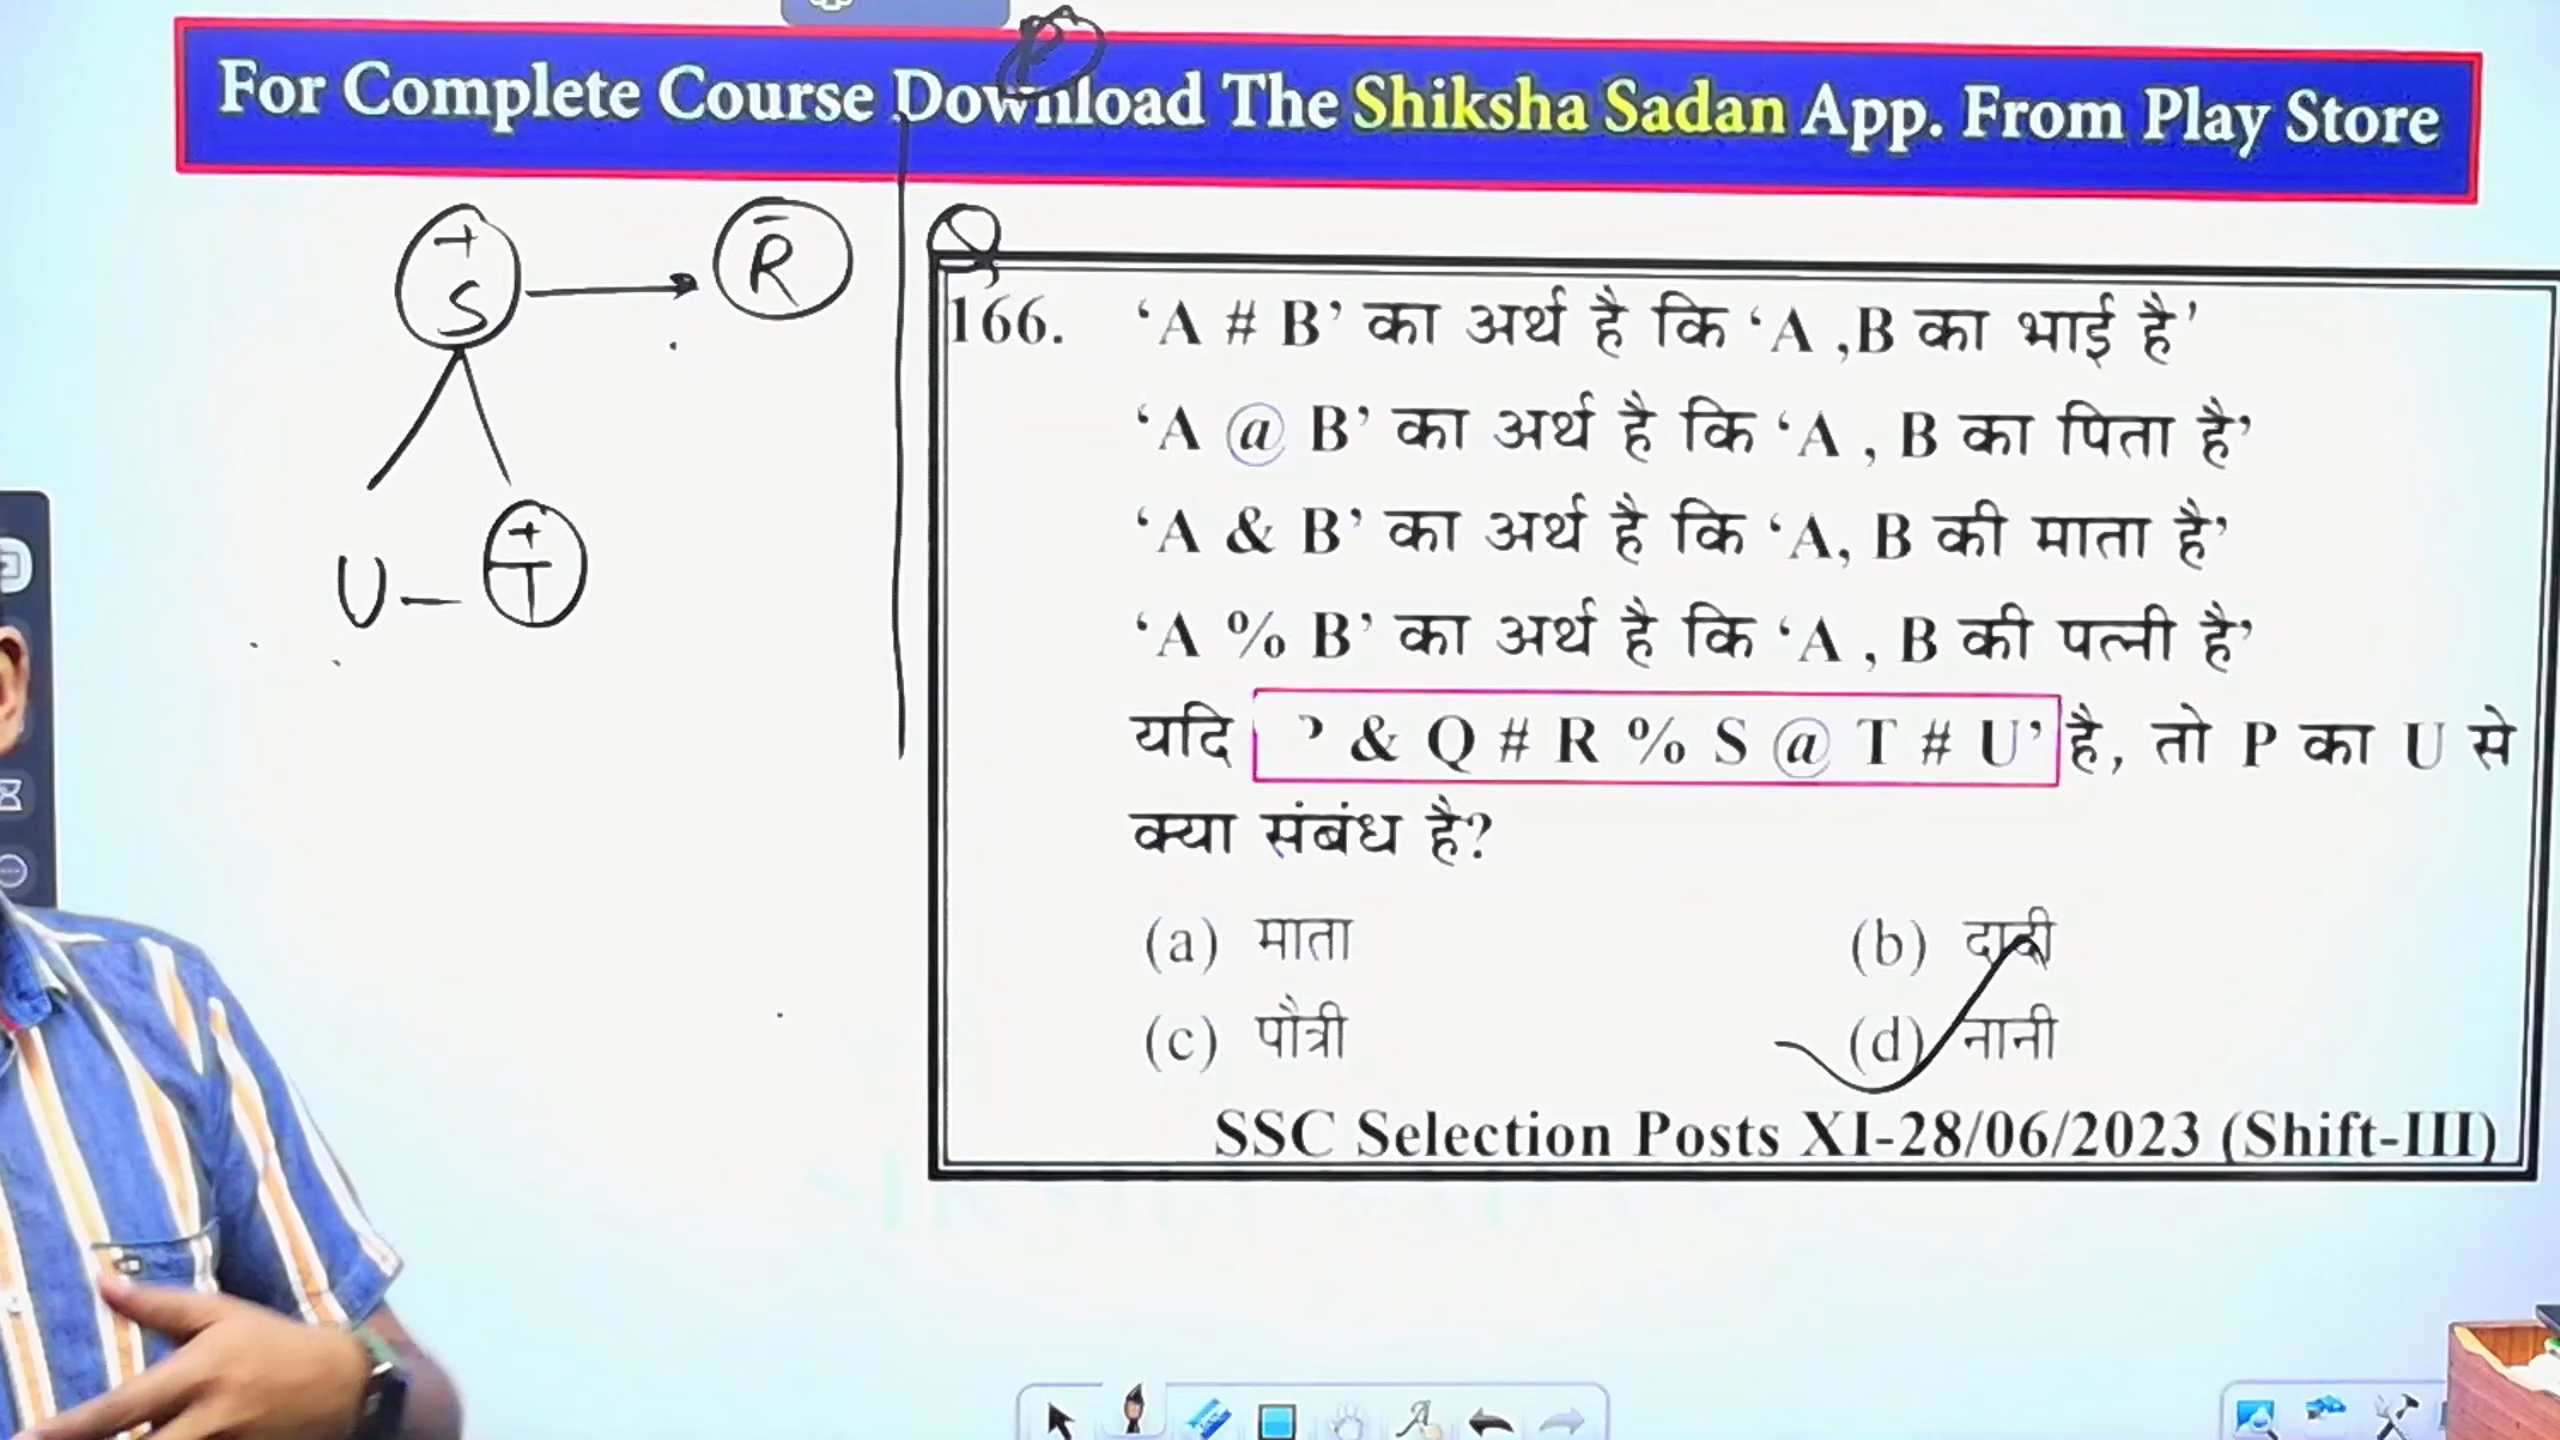 For Complete Course Download The Shiksha Sadan App. From Play Store
+
S
R
U – T
+
166. ‘A # B’ का अर्थ है कि ‘A ,B का भाई है’
‘A @ B’ का अर्थ है कि ‘A , B का पिता है’
‘A & B’ का अर्थ है कि ‘A, B की माता है’
‘A % B’ का अर्थ है कि ‘A , B की पत्नी है’
यदि ’ & Q # R % S @ T # U’ है, तो P का U से
क्या संबंध है?
(a) माता (b) दादी
(c) पौत्री (d) नानी
SSC Selection Posts XI-28/06/2023 (Shift-III)